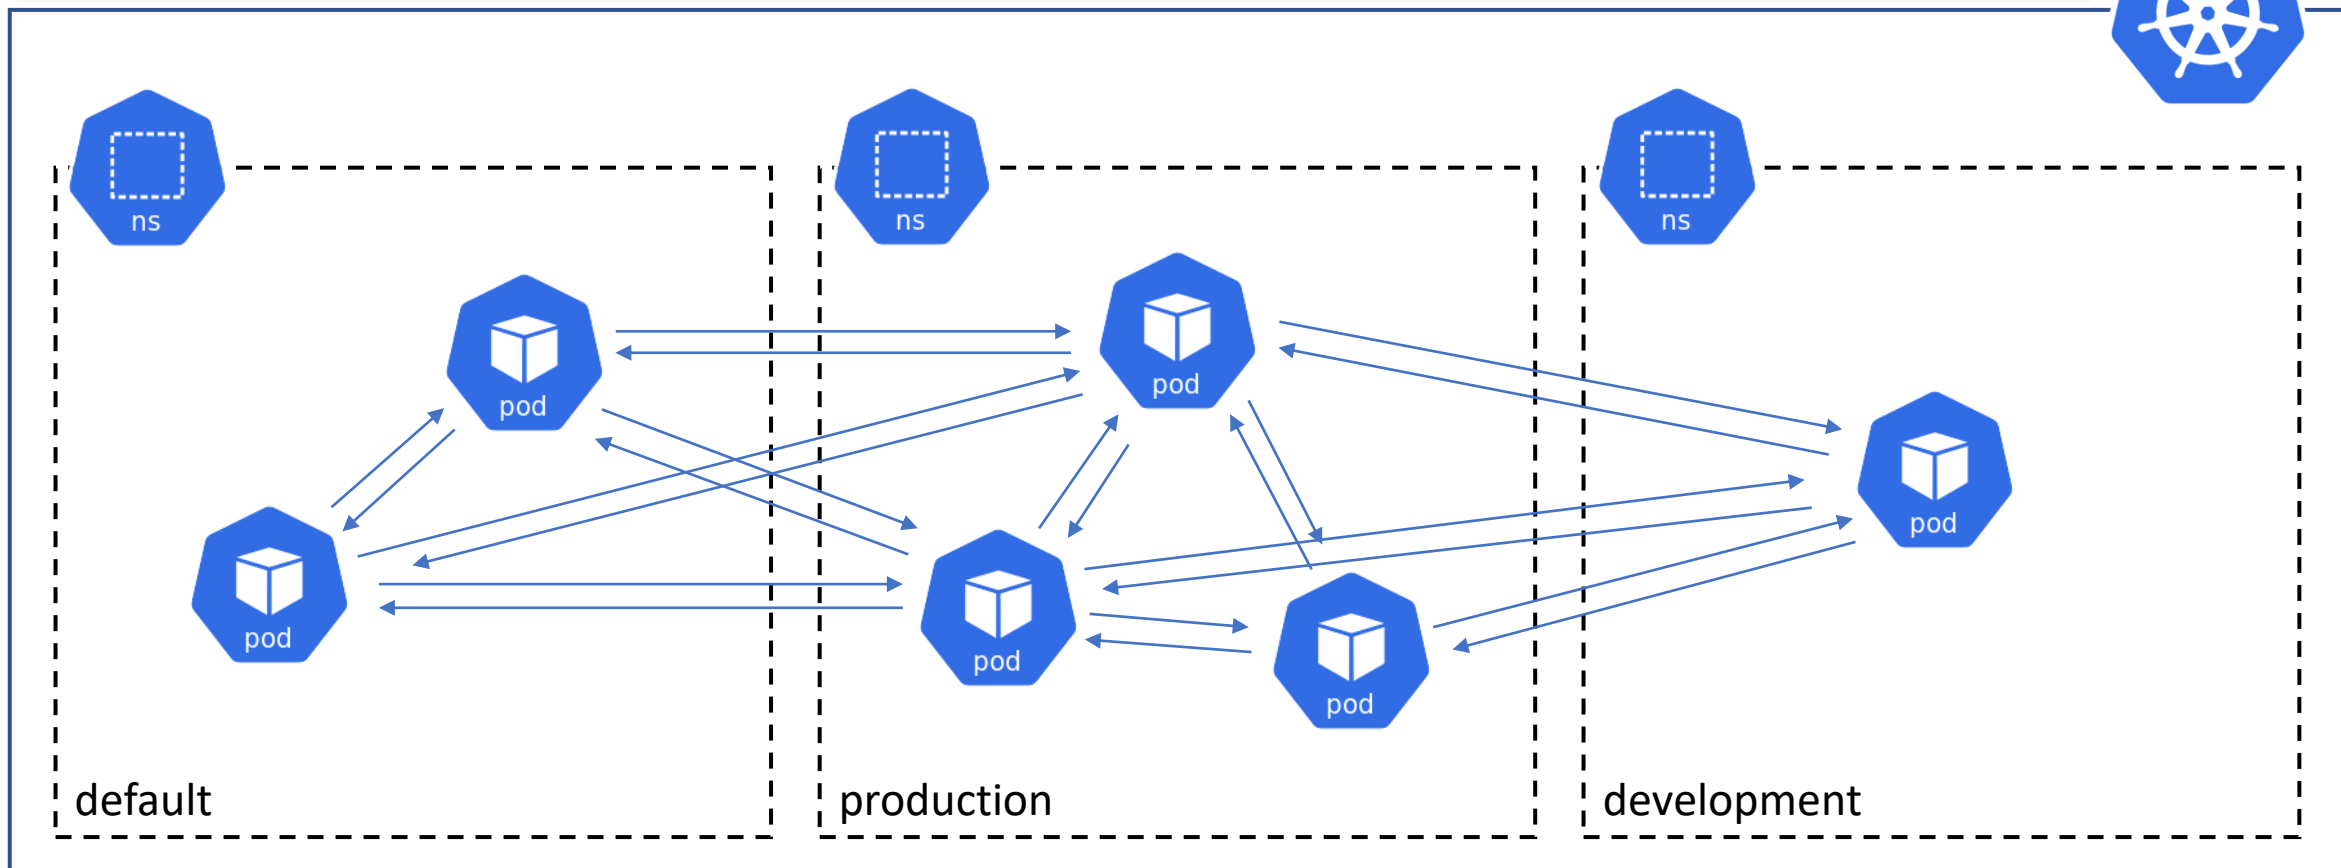 ns
ns
ns
pod
pod
pod
pod
pod
pod
default
production
development